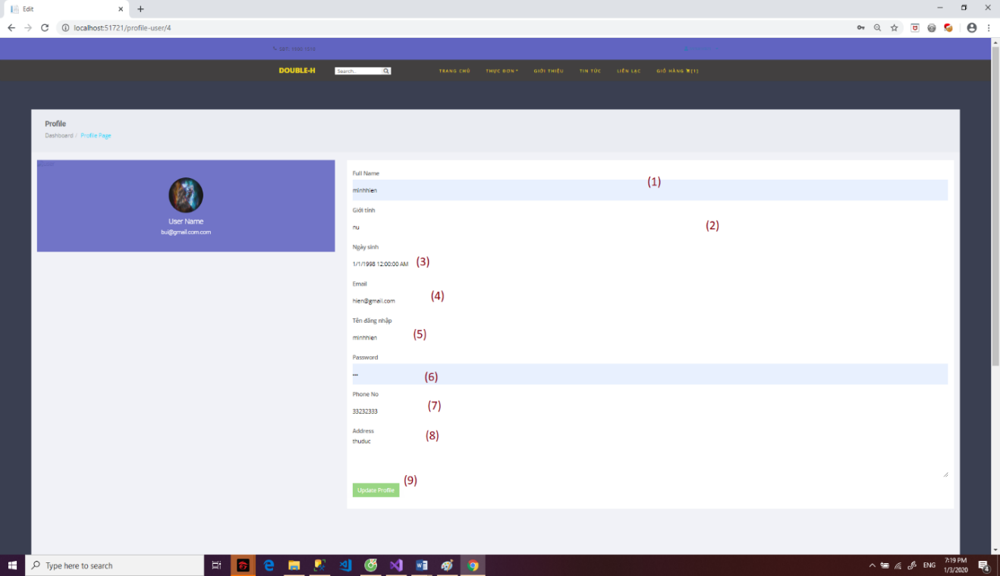 Edit
localhost:51721/profile-user/4
DOUBLE-H
Search..
TRANG CHỦ THỰC ĐƠN GIỚI THIỆU TIN TỨC LIÊN LẠC GIỎ HÀNG [1]
Profile
Dashboard / Profile Page
User Name
bui@gmail.com.com
Full Name
(1)
minhhien
Giới tính
nu
(2)
Ngày sinh
1/1/1998 12:00:00 AM (3)
Email
hien@gmail.com (4)
Tên đăng nhập
minhhien (5)
Password
••• (6)
Phone No
33232333 (7)
Address
thuduc (8)
(9)
Update Profile
Type here to search
ENG
7:19 PM
1/3/2020
4